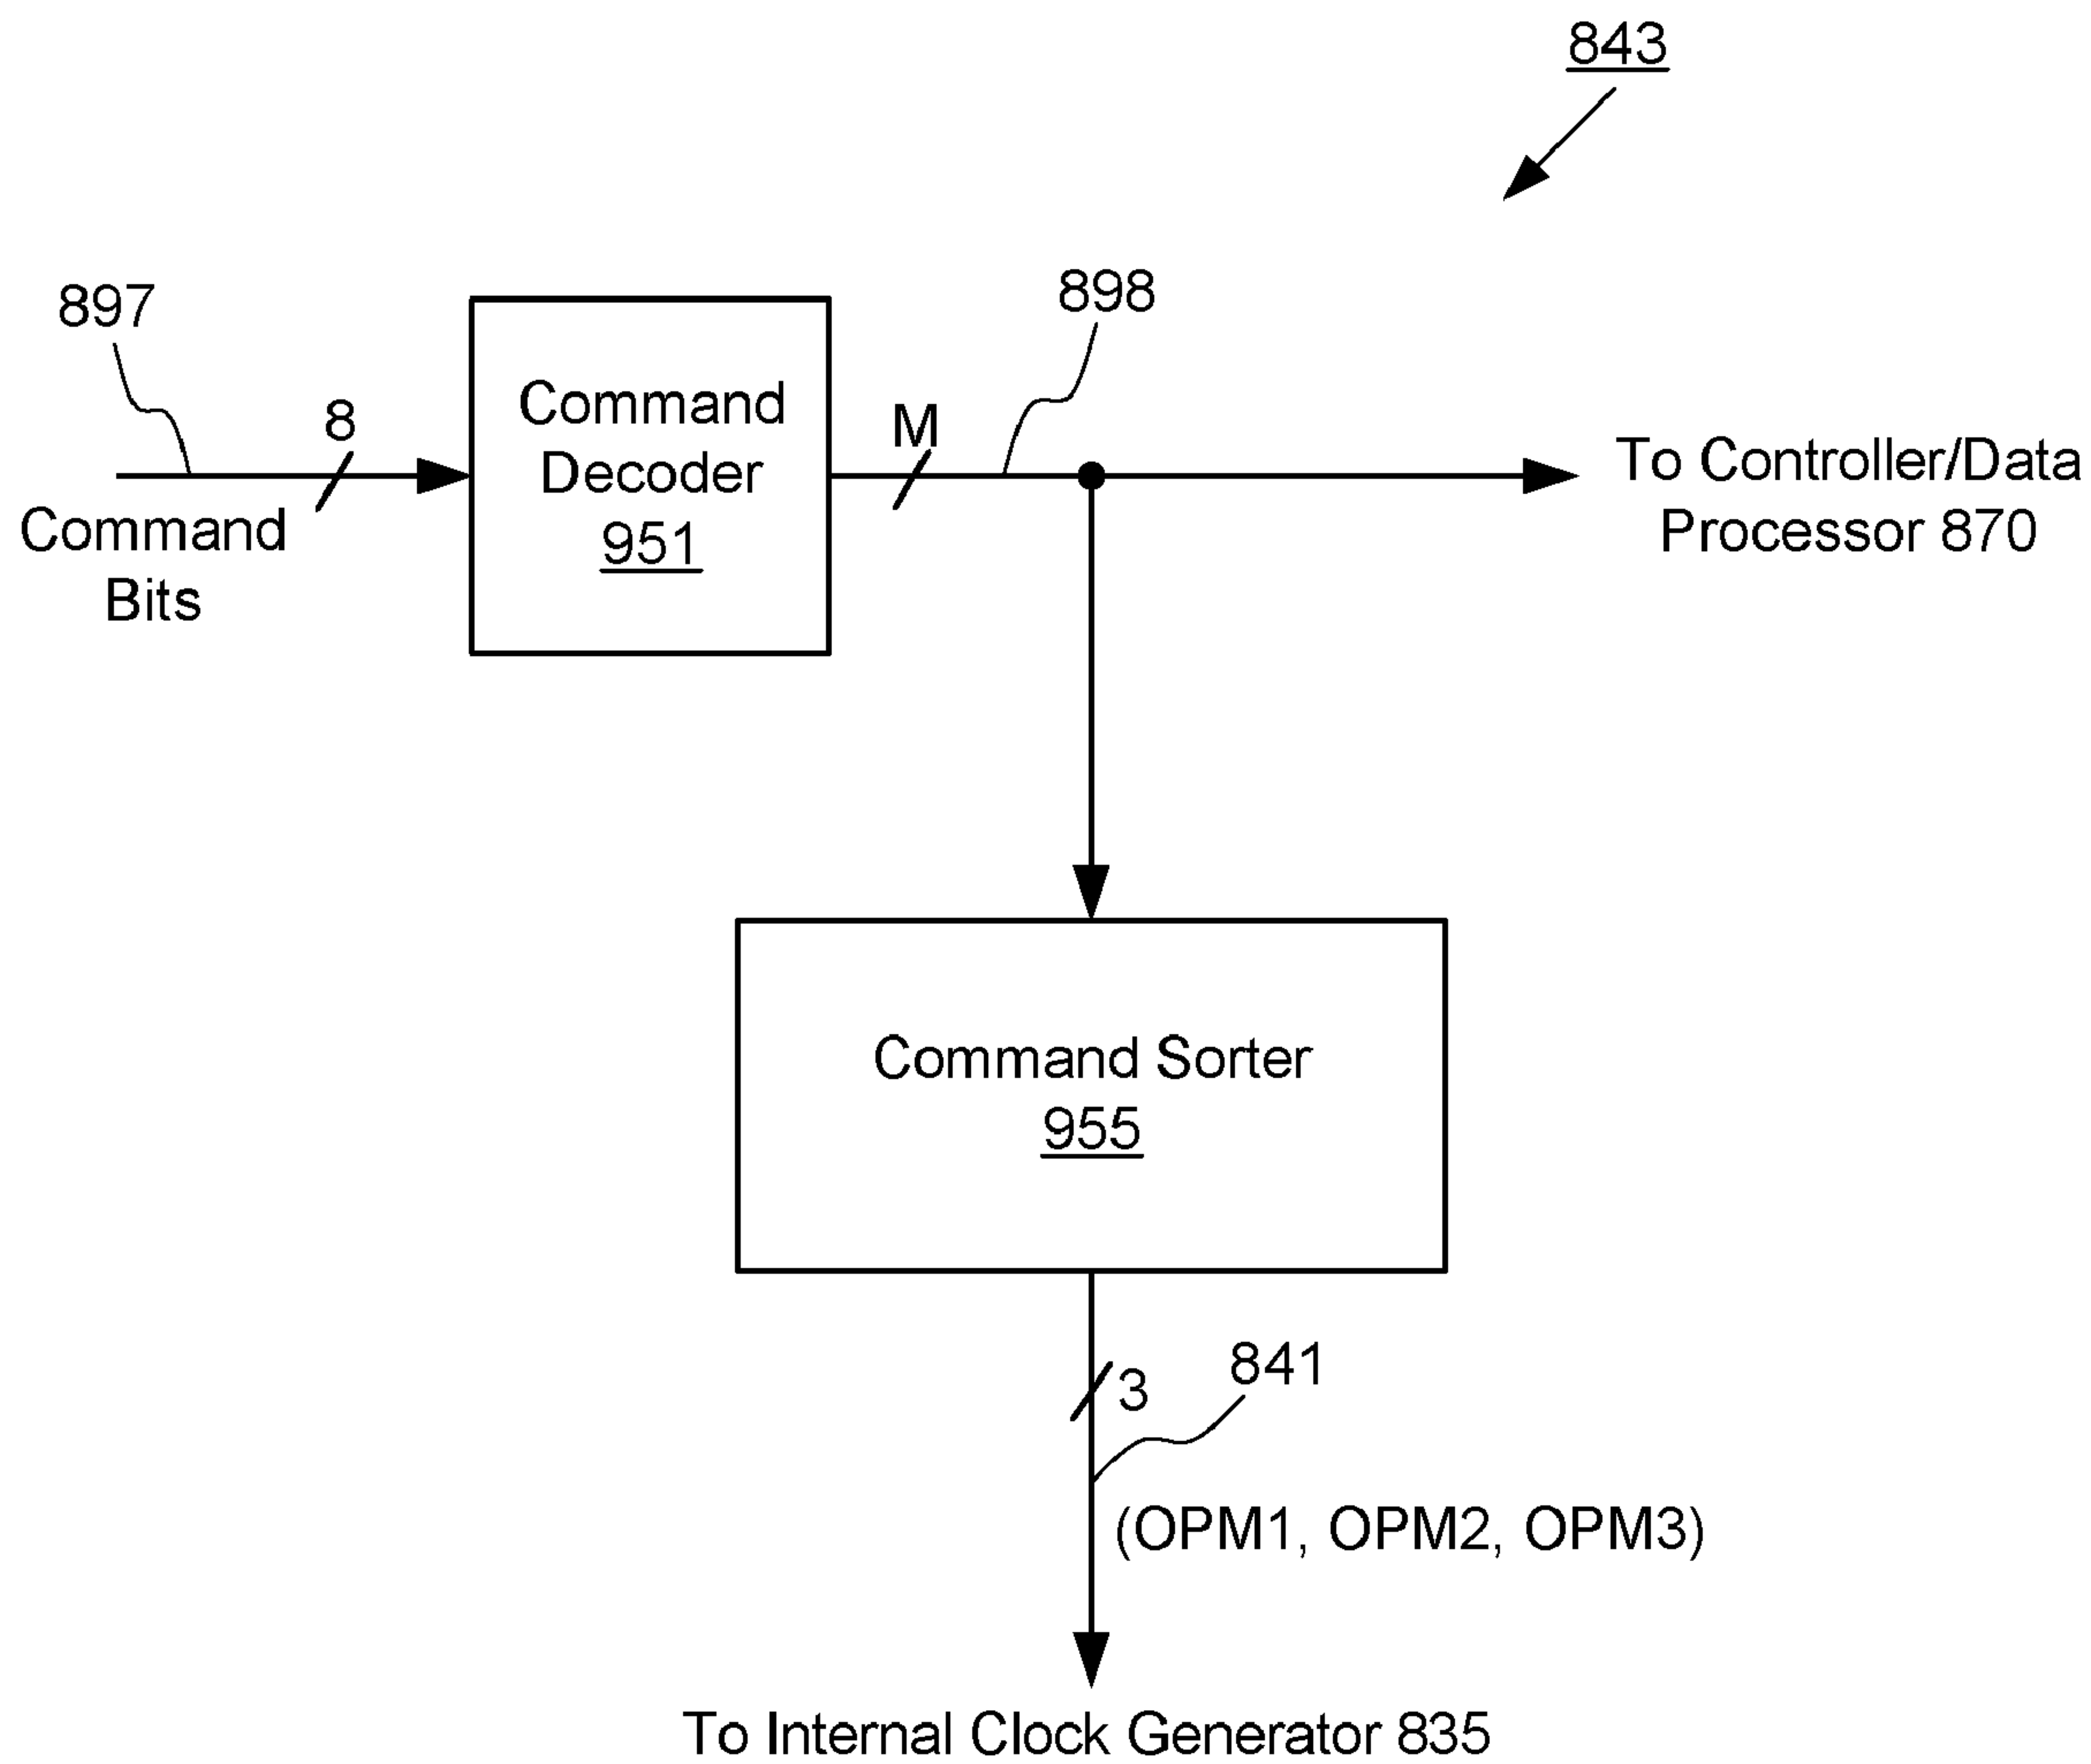 843
897
898
8
M
Command
Decoder
951
Command
Bits
To Controller/Data
Processor 870
Command Sorter
955
3
841
(OPM1, OPM2, OPM3)
To Internal Clock Generator 835